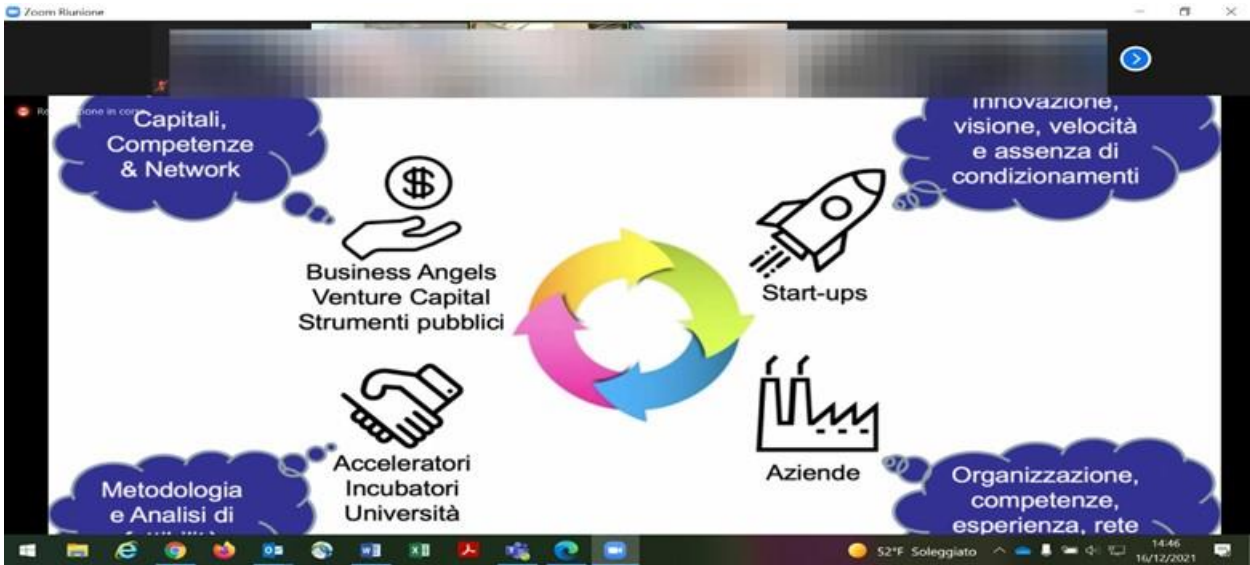 Zoom Riunione
Capitali,
Competenze
& Network
Innovazione,
visione, velocità
e assenza di
condizionamenti
Business Angels
Venture Capital
Strumenti pubblici
Start-ups
Acceleratori
Incubatori
Università
Aziende
Metodologia
e Analisi di
Organizzazione,
competenze,
esperienza, rete
52°F Soleggiato
14:46
16/12/2021